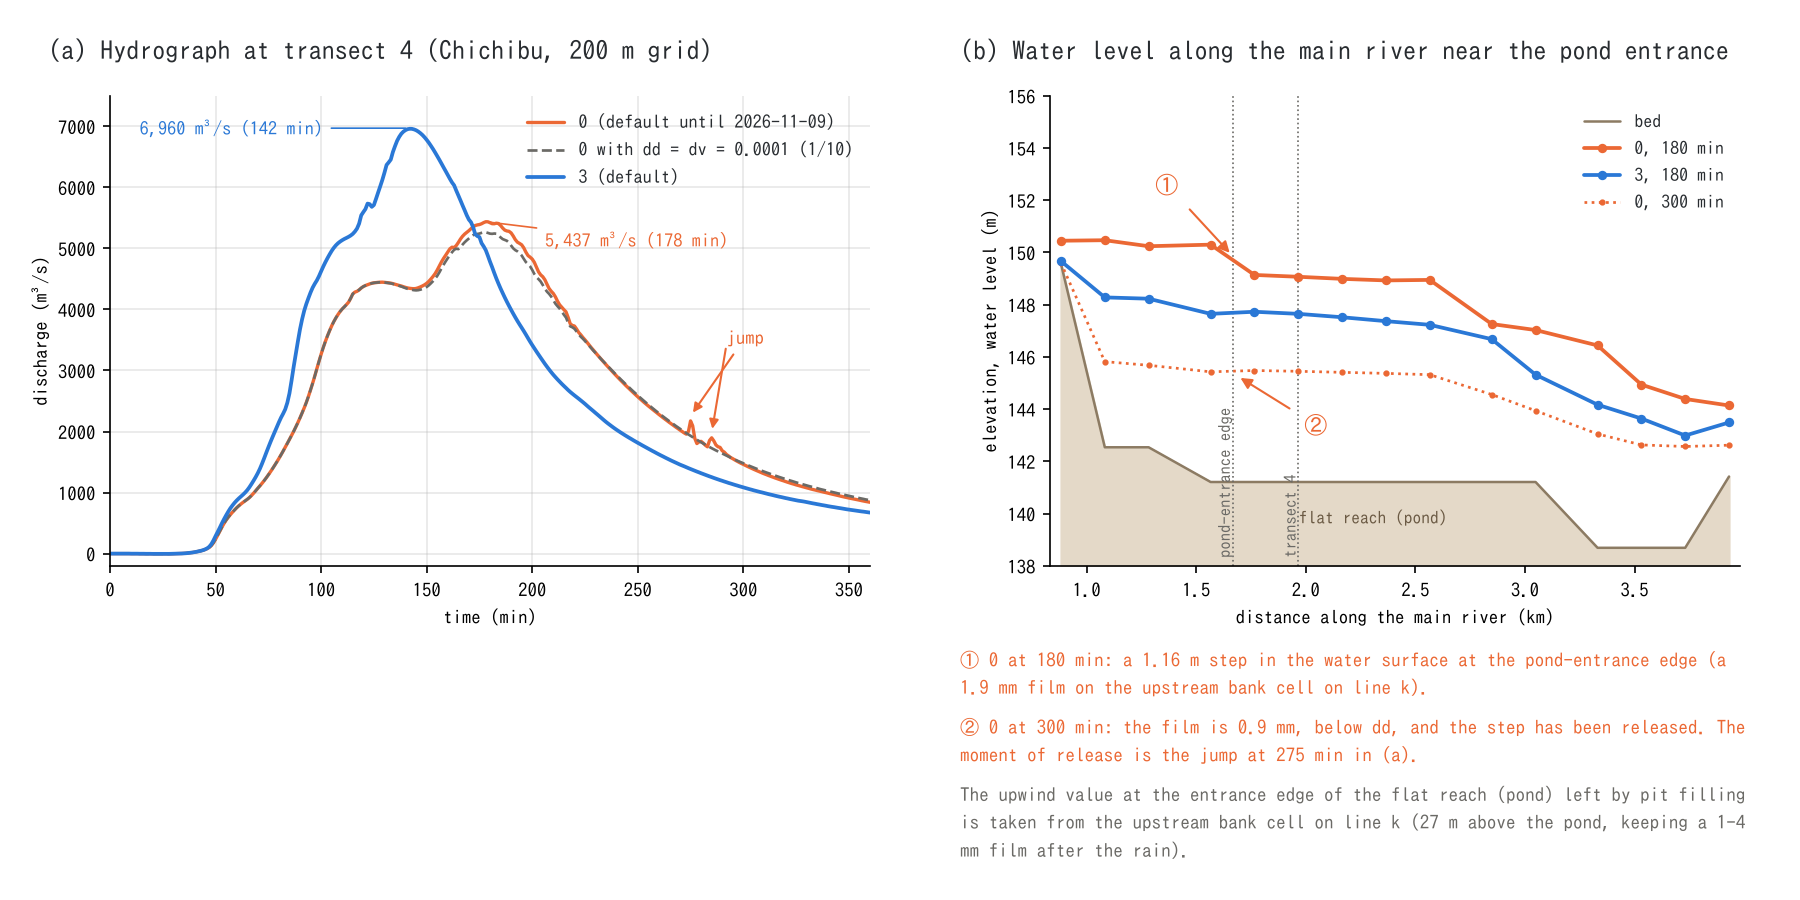 (a) Hydrograph at transect 4 (Chichibu, 200 m grid)
6,960 m³/s (142 min)
0 (default until 2026-11-09)
0 with dd = dv = 0.0001 (1/10)
3 (default)
5,437 m³/s (178 min)
jump
discharge (m³/s)
7000
6000
5000
4000
3000
2000
1000
0
0 50 100 150 200 250 300 350
time (min)
(b) Water level along the main river near the pond entrance
elevation, water level (m)
156
154
152
150
148
146
144
142
140
138
bed
0, 180 min
3, 180 min
0, 300 min
①
②
pond-entrance edge
transect 4
flat reach (pond)
1.0 1.5 2.0 2.5 3.0 3.5
distance along the main river (km)
① 0 at 180 min: a 1.16 m step in the water surface at the pond-entrance edge (a
1.9 mm film on the upstream bank cell on line k).
② 0 at 300 min: the film is 0.9 mm, below dd, and the step has been released. The
moment of release is the jump at 275 min in (a).
The upwind value at the entrance edge of the flat reach (pond) left by pit filling
is taken from the upstream bank cell on line k (27 m above the pond, keeping a 1-4
mm film after the rain).